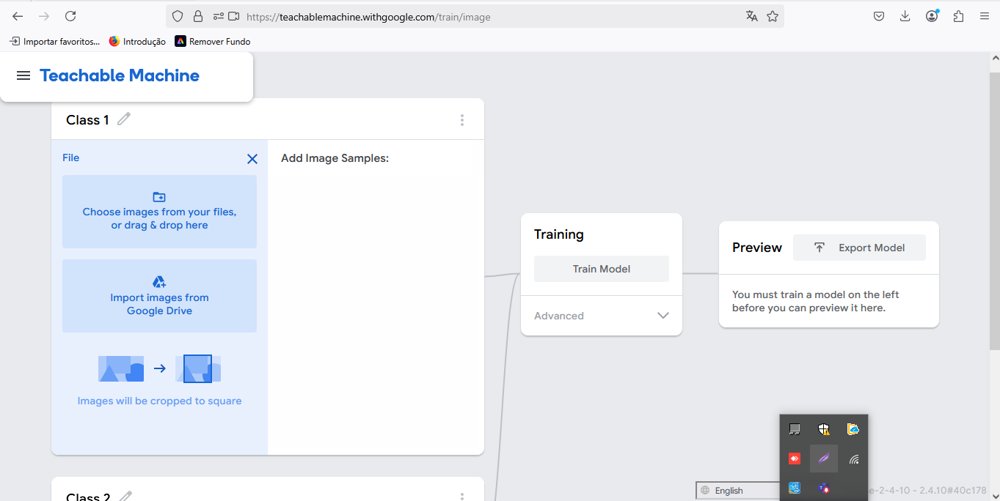 https://teachablemachine.withgoogle.com/train/image
Importar favoritos...
Introdução
Remover Fundo
Teachable Machine
Class 1
File
Choose images from your files,
or drag & drop here
Import images from
Google Drive
Images will be cropped to square
Add Image Samples:
Training
Train Model
Advanced
Preview
Export Model
You must train a model on the left
before you can preview it here.
Class 2
English
e-2-4-10 - 2.4.10#40c178